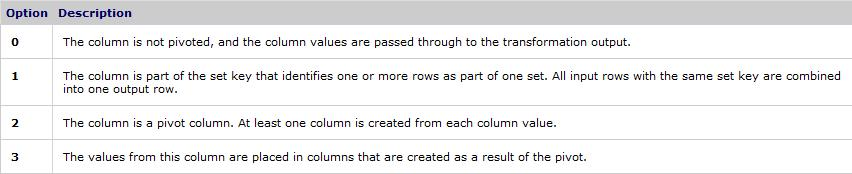 Option Description
0 The column is not pivoted, and the column values are passed through to the transformation output.
1 The column is part of the set key that identifies one or more rows as part of one set. All input rows with the same set key are combined
into one output row.
2 The column is a pivot column. At least one column is created from each column value.
3 The values from this column are placed in columns that are created as a result of the pivot.